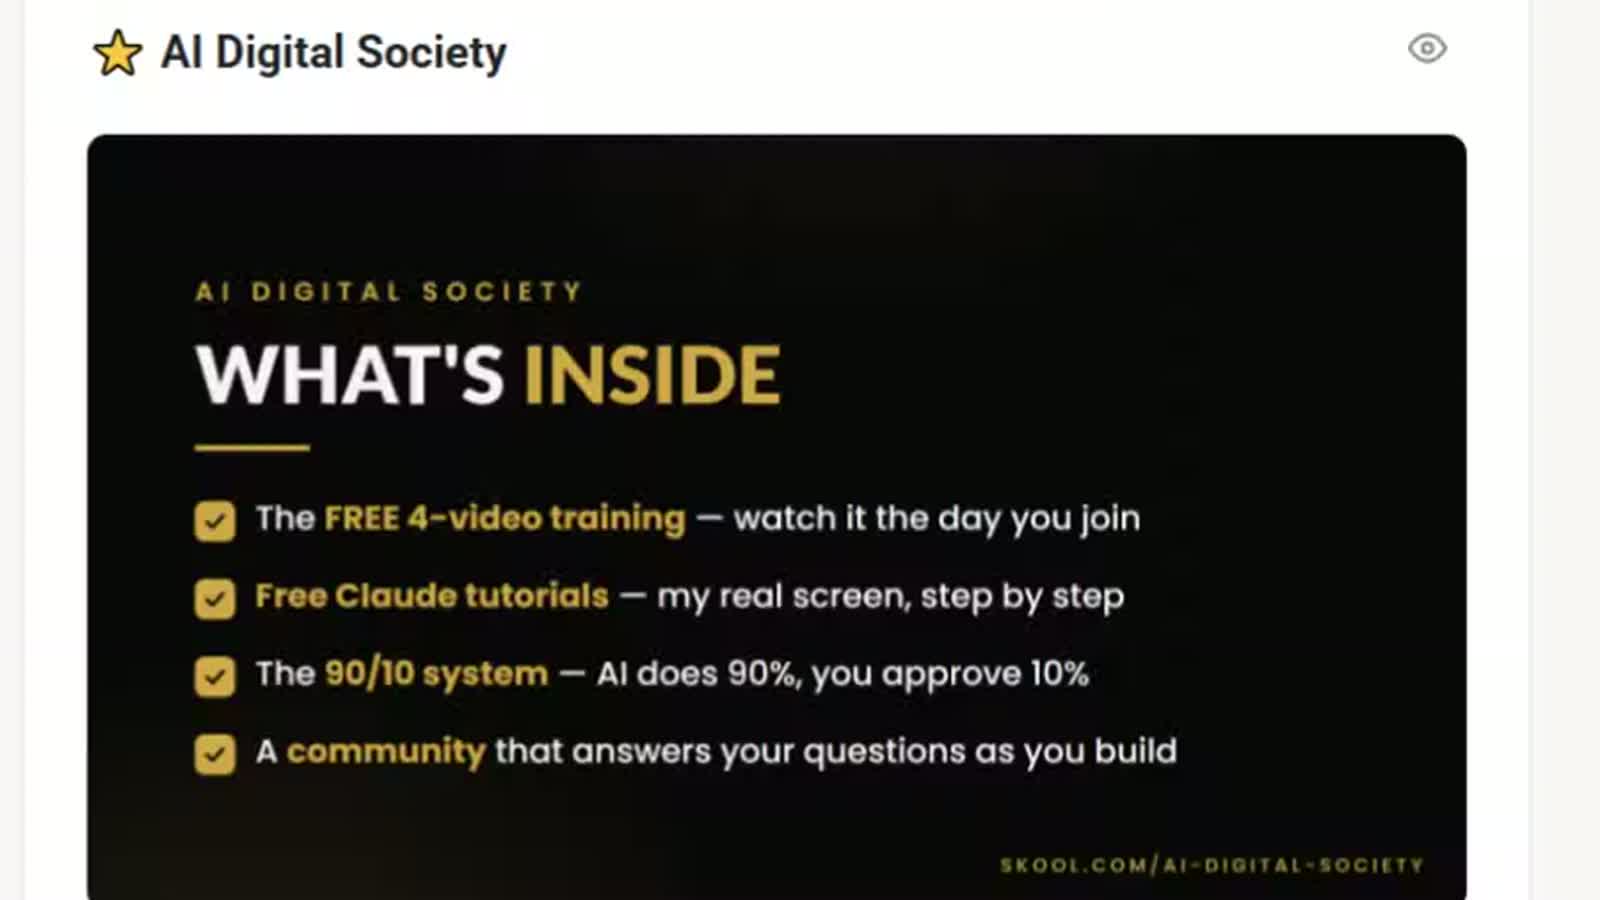 AI Digital Society
AI DIGITAL SOCIETY
WHAT'S INSIDE
The FREE 4-video training — watch it the day you join
Free Claude tutorials — my real screen, step by step
The 90/10 system — AI does 90%, you approve 10%
A community that answers your questions as you build
SKOOL.COM/AI-DIGITAL-SOCIETY